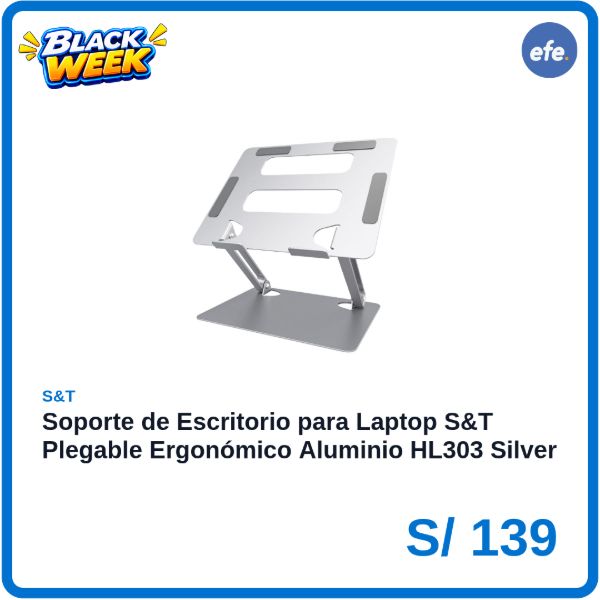 BLACK
WEEK
efe.
S&T
Soporte de Escritorio para Laptop S&T
Plegable Ergonómico Aluminio HL303 Silver
S/ 139